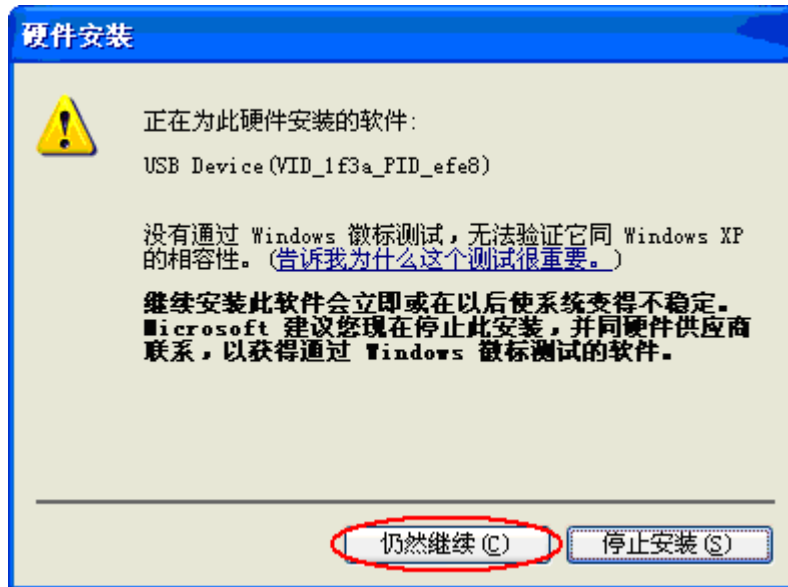 硬件安装
正在为此硬件安装的软件:
USB Device(VID_1f3a_PID_efe8)
没有通过 Windows 徽标测试，无法验证它同 Windows XP
的相容性。(告诉我为什么这个测试很重要。)
继续安装此软件会立即或在以后使系统变得不稳定。
Microsoft 建议您现在停止此安装，并同硬件供应商
联系，以获得通过 Windows 徽标测试的软件。
仍然继续(C)
停止安装(S)